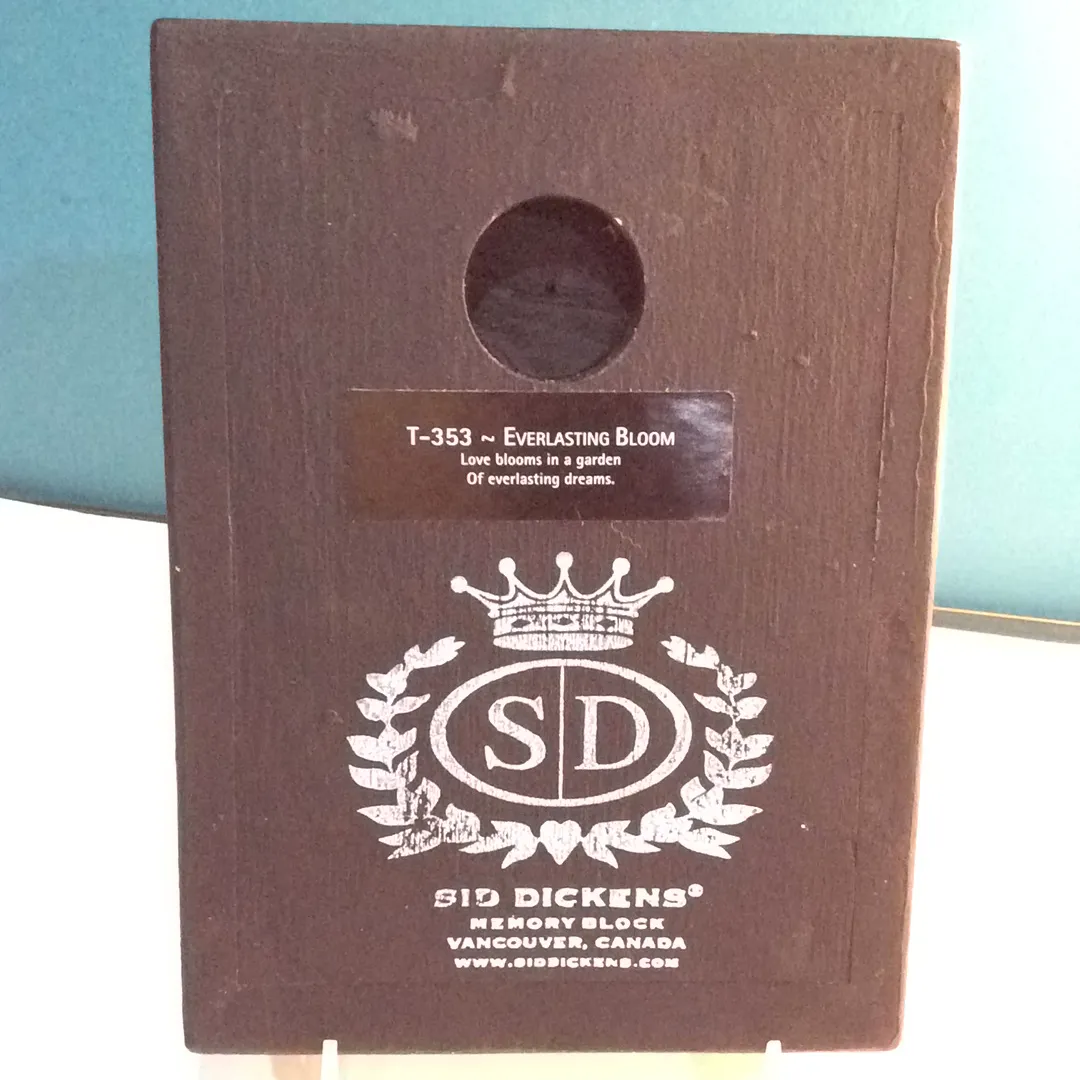 T-353 ~ EVERLASTING BLOOM
Love blooms in a garden
Of everlasting dreams.
SD
SID DICKENS®
MEMORY BLOCK
VANCOUVER, CANADA
WWW.SIDDICKENS.COM